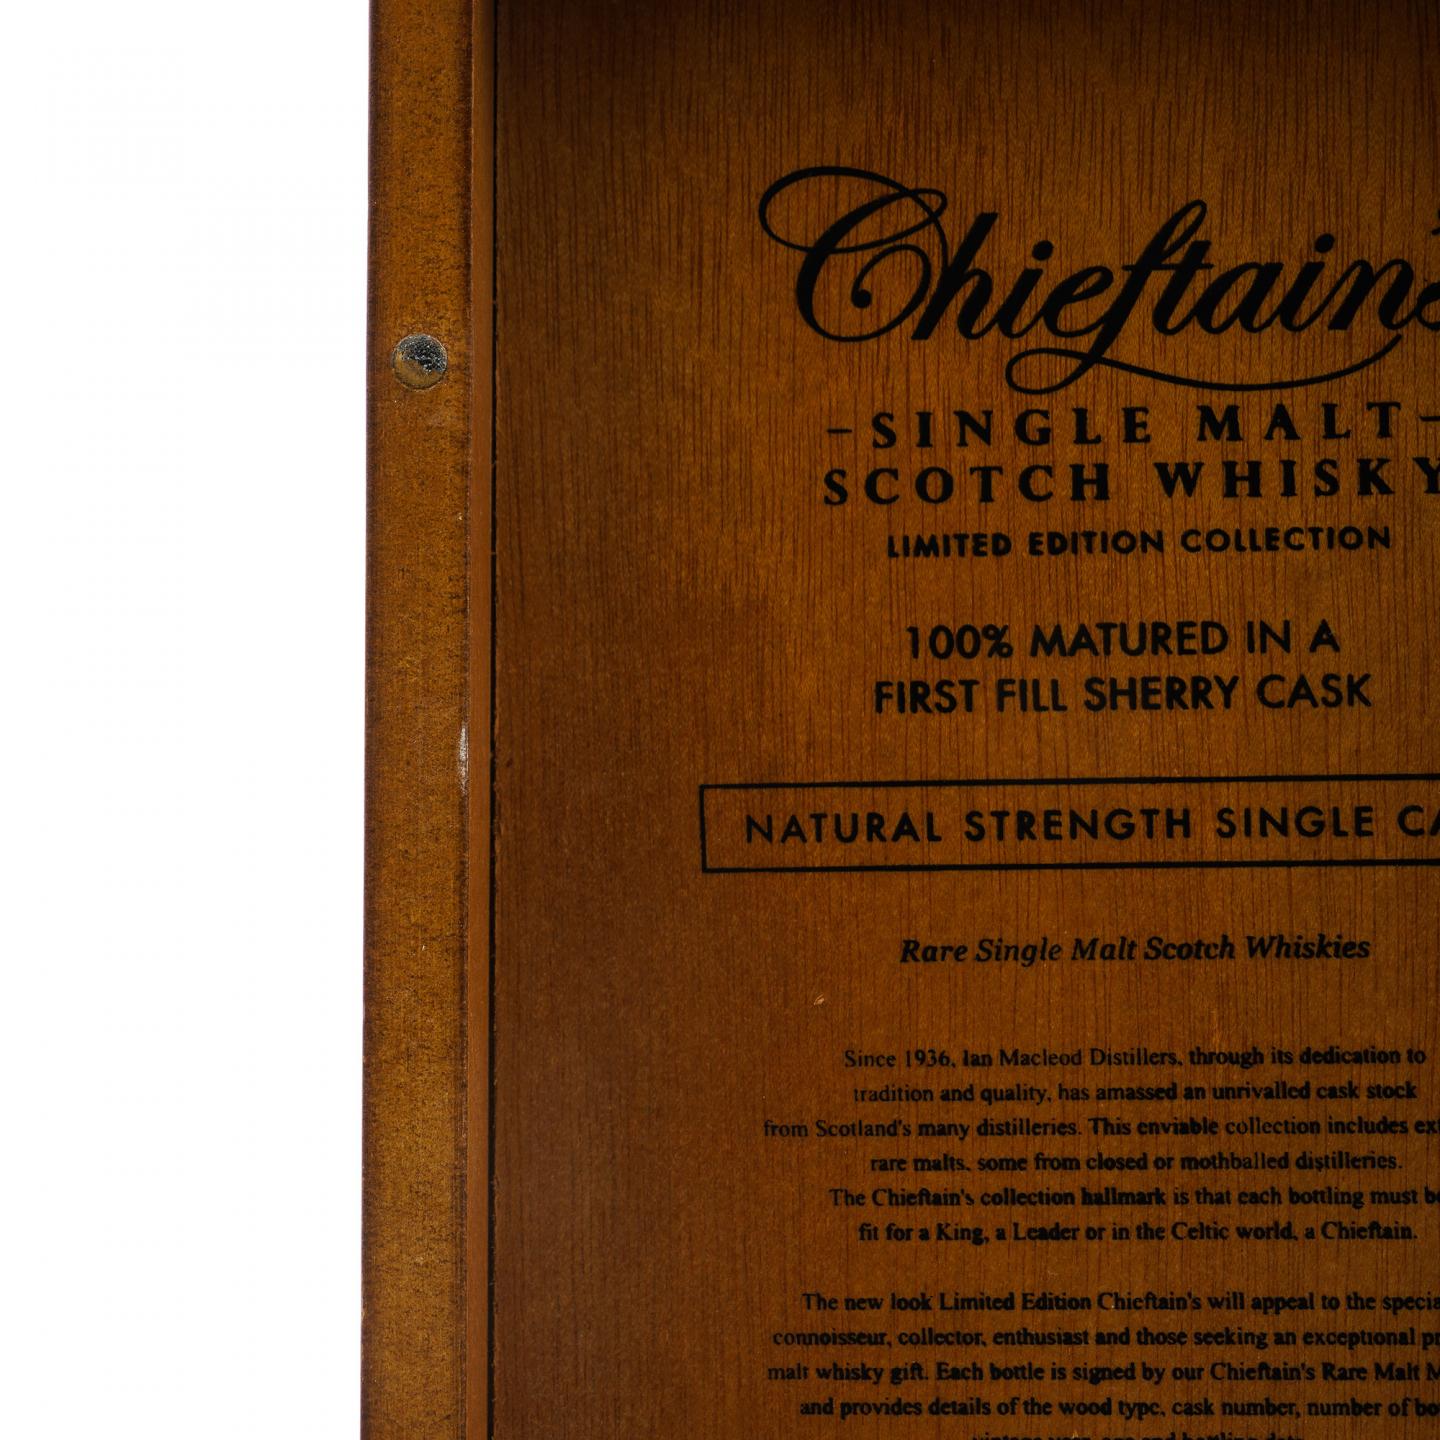 Chieftain's
-SINGLE MALT-
SCOTCH WHISKY
LIMITED EDITION COLLECTION
100% MATURED IN A
FIRST FILL SHERRY CASK
NATURAL STRENGTH SINGLE
Rare Single Malt Scotch Whiskies
Since 1936, Ian Macleod Distillers, through its dedication to
tradition and quality, has amassed an unrivalled cask stock
from Scotland's many distilleries. This enviable collection includes
rare malts, some from closed or mothballed distilleries.
The Chieftain's collection hallmark is that each bottling must
fit for a King, a Leader or in the Celtic world, a Chieftain.
The new look Limited Edition Chieftain's will appeal to the
connoisseur, collector, enthusiast and those seeking an exceptional
malt whisky gift. Each bottle is signed by our Chieftain's Rare Malt
and provides details of the wood type, cask number, number of